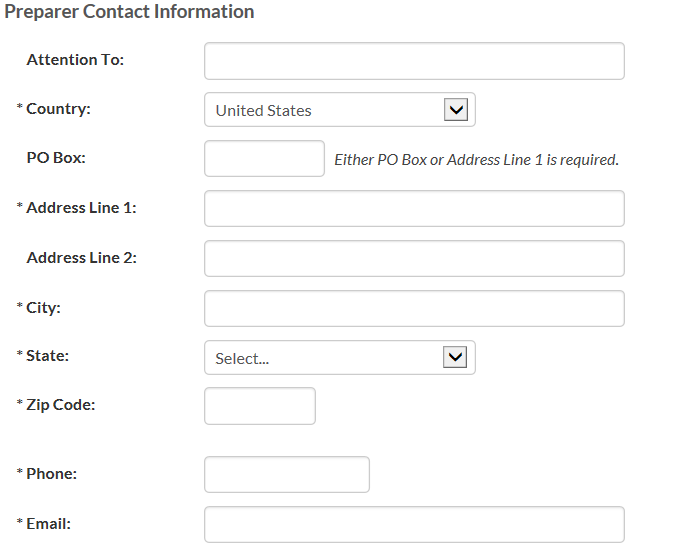 Preparer Contact Information
Attention To:
* Country: United States
PO Box: Either PO Box or Address Line 1 is required.
* Address Line 1:
Address Line 2:
* City:
* State: Select...
* Zip Code:
* Phone:
* Email: